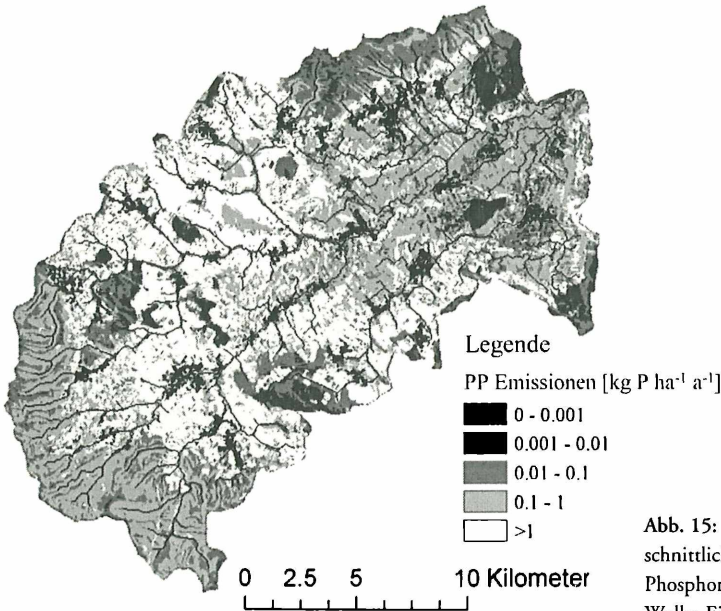 Legende
PP Emissionen [kg P ha⁻¹ a⁻¹]
0 - 0.001
0.001 - 0.01
0.01 - 0.1
0.1 - 1
>1
Abb. 15:
schnittlic
Phosphor
0 2.5 5 10 Kilometer